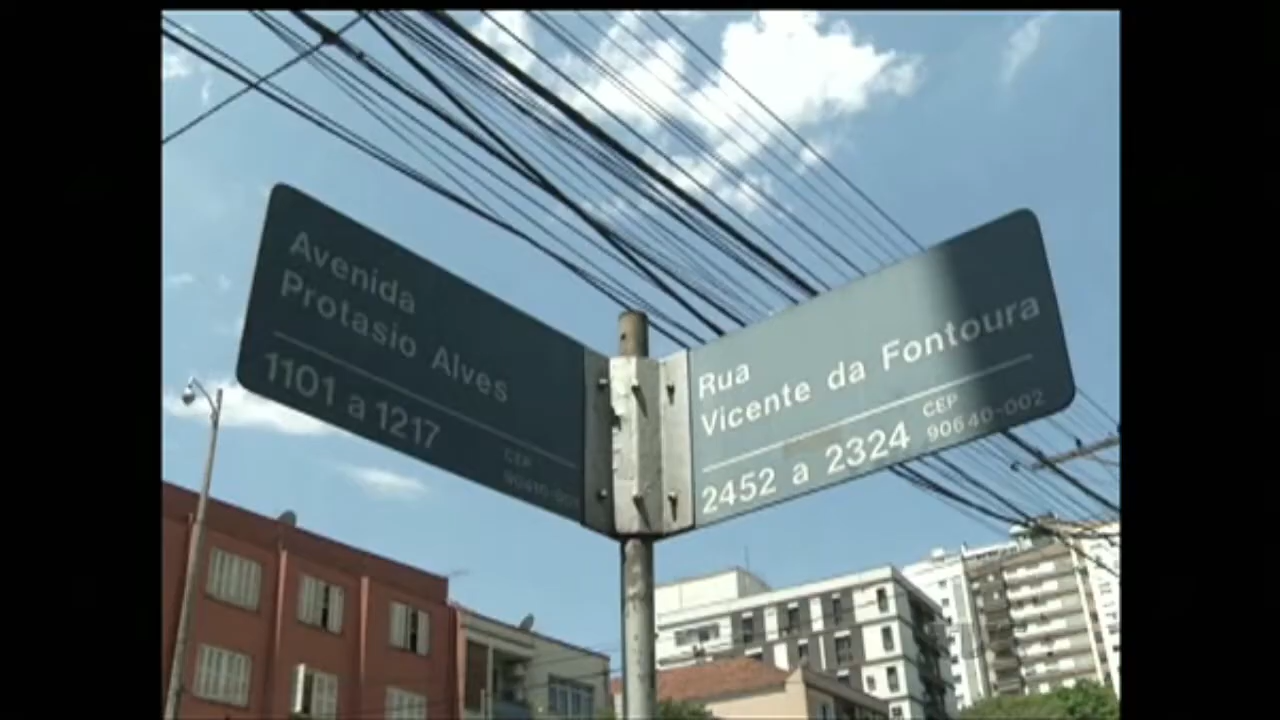 Avenida
Protasio Alves
1101 a 1217
CEP
Rua
Vicente da Fontoura
2452 a 2324
CEP
90640-002